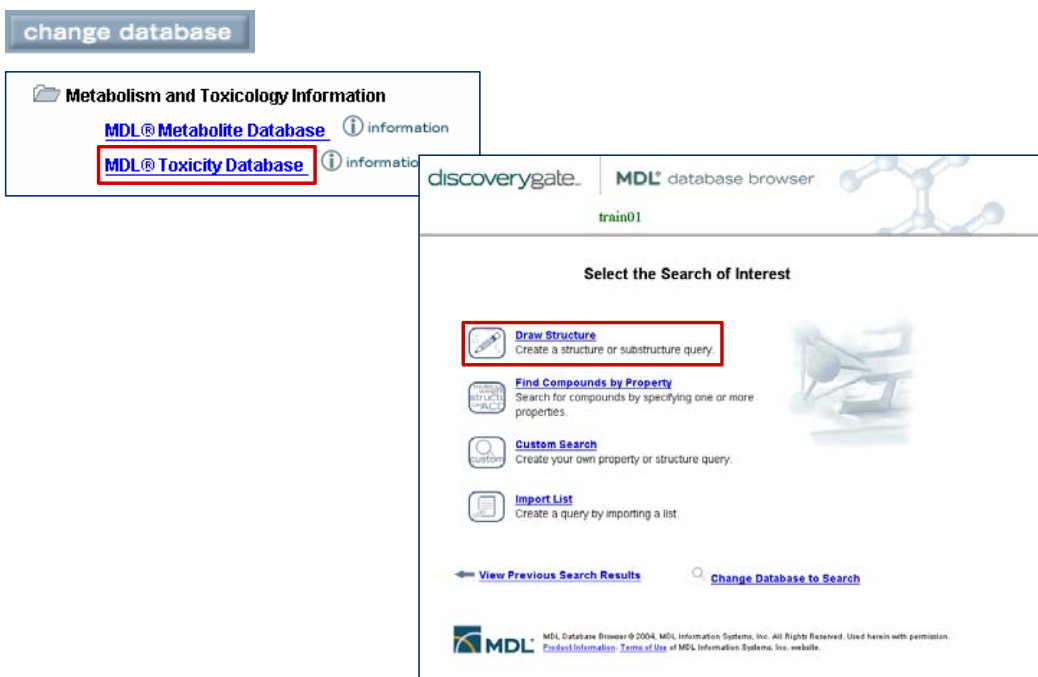 change database
Metabolism and Toxicology Information
MDL® Metabolite Database
information
MDL® Toxicity Database
informatio
discoverygate™
MDL® database browser
train01
Select the Search of Interest
Draw Structure
Create a structure or substructure query.
Find Compounds by Property
Search for compounds by specifying one or more
properties.
custom
Custom Search
Create your own property or structure query.
Import List
Create a query by importing a list.
View Previous Search Results
Change Database to Search
MDL®
MDL Database Browser © 2004, MDL Information Systems, Inc. All Rights Reserved. Used herein with permission.
Product Information. Terms of Use of MDL Information Systems, Inc. website.